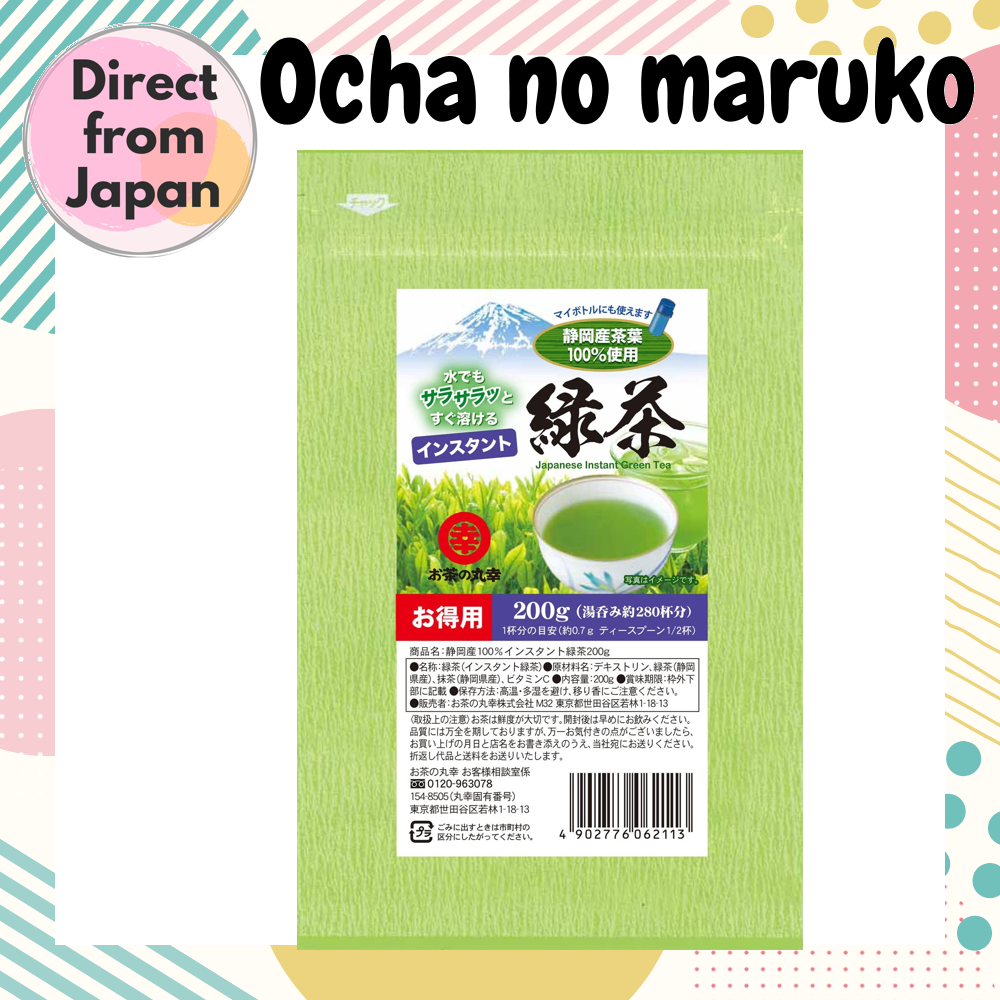 Direct
from
Japan
Ocha no maruko
チャック
マイボトルにも使えます
静岡産茶葉
100%使用
水でも
サラサラッと
すぐ溶ける
インスタント
緑茶
Japanese Instant Green Tea
幸
お茶の丸幸
写真はイメージです。
お得用
200g (湯呑み約280杯分)
1杯分の目安(約0.7g ティースプーン1/2杯)
商品名:静岡産100%インスタント緑茶200g
●名称:緑茶(インスタント緑茶)●原材料名:デキストリン、緑茶(静岡
県産)、抹茶(静岡県産)、ビタミンC ●内容量:200g ●賞味期限:枠外下
部に記載 ●保存方法:高温・多湿を避け、移り香にご注意ください。
●販売者:お茶の丸幸株式会社 M32 東京都世田谷区若林1-18-13
〈取扱上の注意〉お茶は鮮度が大切です。開封後は早めにお飲みください。
品質には万全を期しておりますが、万一お気付きの点がございましたら、
お買い上げの月日と店名をお書き添えのうえ、当社宛にお送りください。
折返し代品と送料をお送りいたします。
お茶の丸幸 お客様相談室係
0120-963078
154-8505(丸幸固有番号)
東京都世田谷区若林1-18-13
プラ
ごみに出すときは市町村の
区分にしたがってください。
4 902776 062113